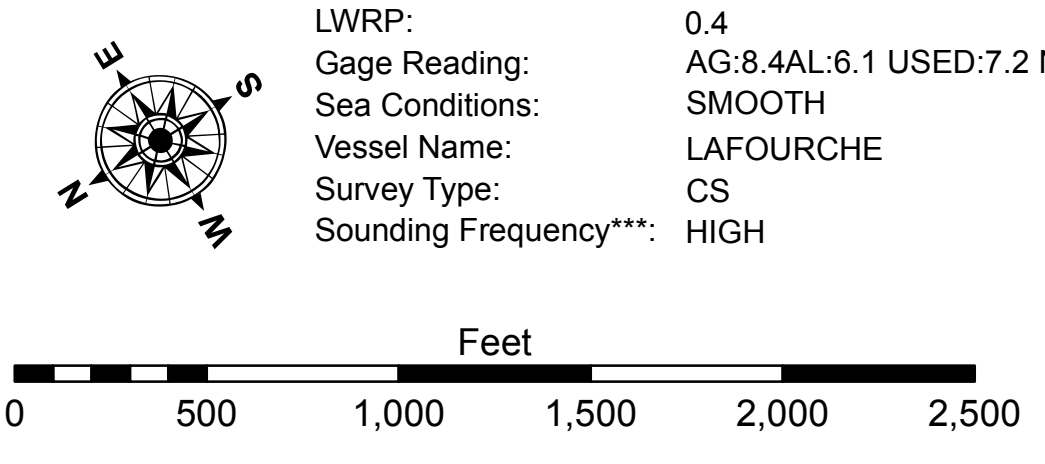 E
S
N
W
LWRP: 0.4
Gage Reading: AG:8.4AL:6.1 USED:7.2
Sea Conditions: SMOOTH
Vessel Name: LAFOURCHE
Survey Type: CS
Sounding Frequency***: HIGH
Feet
0 500 1,000 1,500 2,000 2,500